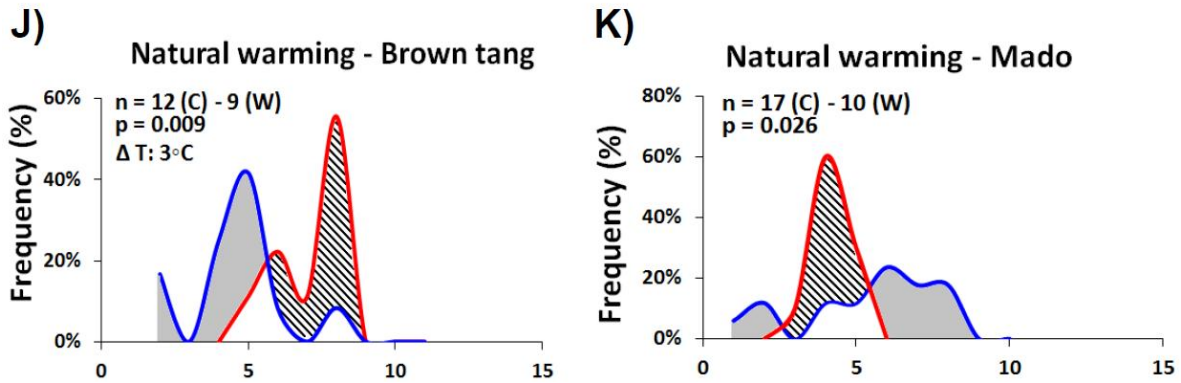 J)
Natural warming - Brown tang
n = 12 (C) - 9 (W)
p = 0.009
Δ T: 3◦C
Frequency (%)
60%
40%
20%
0%
0
5
10
15
K)
Natural warming - Mado
n = 17 (C) - 10 (W)
p = 0.026
Frequency (%)
80%
60%
40%
20%
0%
0
5
10
15